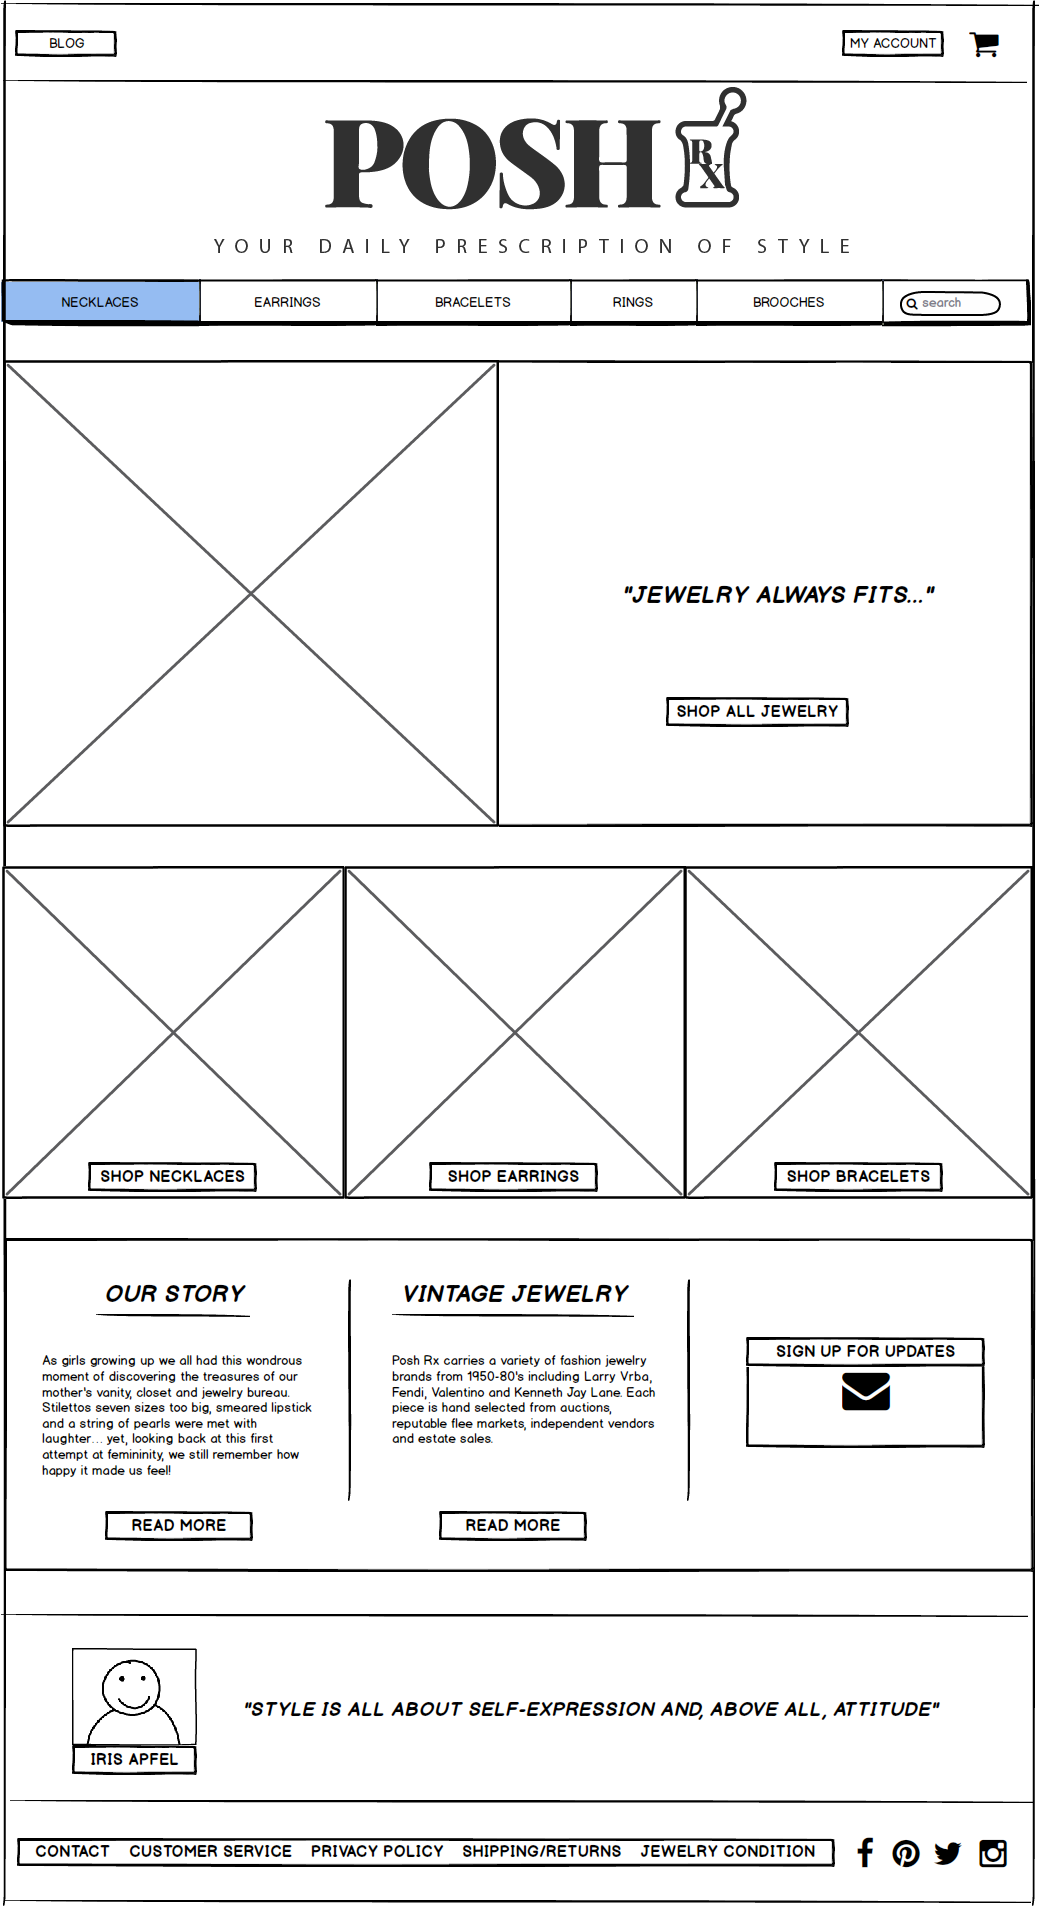 BLOG
MY ACCOUNT
POSH RX
YOUR DAILY PRESCRIPTION OF STYLE
NECKLACES
EARRINGS
BRACELETS
RINGS
BROOCHES
search
"JEWELRY ALWAYS FITS..."
SHOP ALL JEWELRY
SHOP NECKLACES
SHOP EARRINGS
SHOP BRACELETS
OUR STORY
As girls growing up we all had this wondrous
moment of discovering the treasures of our
mother's vanity, closet and jewelry bureau.
Stilettos seven sizes too big, smeared lipstick
and a string of pearls were met with
laughter... yet, looking back at this first
attempt at femininity, we still remember how
happy it made us feel!
READ MORE
VINTAGE JEWELRY
Posh Rx carries a variety of fashion jewelry
brands from 1950-80's including Larry Vrba,
Fendi, Valentino and Kenneth Jay Lane. Each
piece is hand selected from auctions,
reputable flee markets, independent vendors
and estate sales.
READ MORE
SIGN UP FOR UPDATES
IRIS APFEL
"STYLE IS ALL ABOUT SELF-EXPRESSION AND, ABOVE ALL, ATTITUDE"
CONTACT CUSTOMER SERVICE PRIVACY POLICY SHIPPING/RETURNS JEWELRY CONDITION